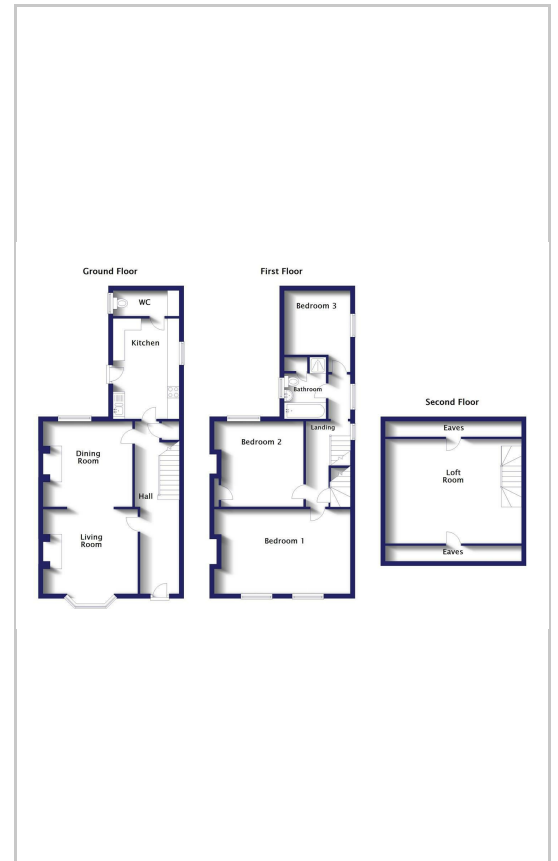 Ground Floor
WC
Kitchen
Dining
Room
Hall
Living
Room
First Floor
Bedroom 3
Bathroom
Landing
Bedroom 2
Bedroom 1
Second Floor
Eaves
Loft
Room
Eaves